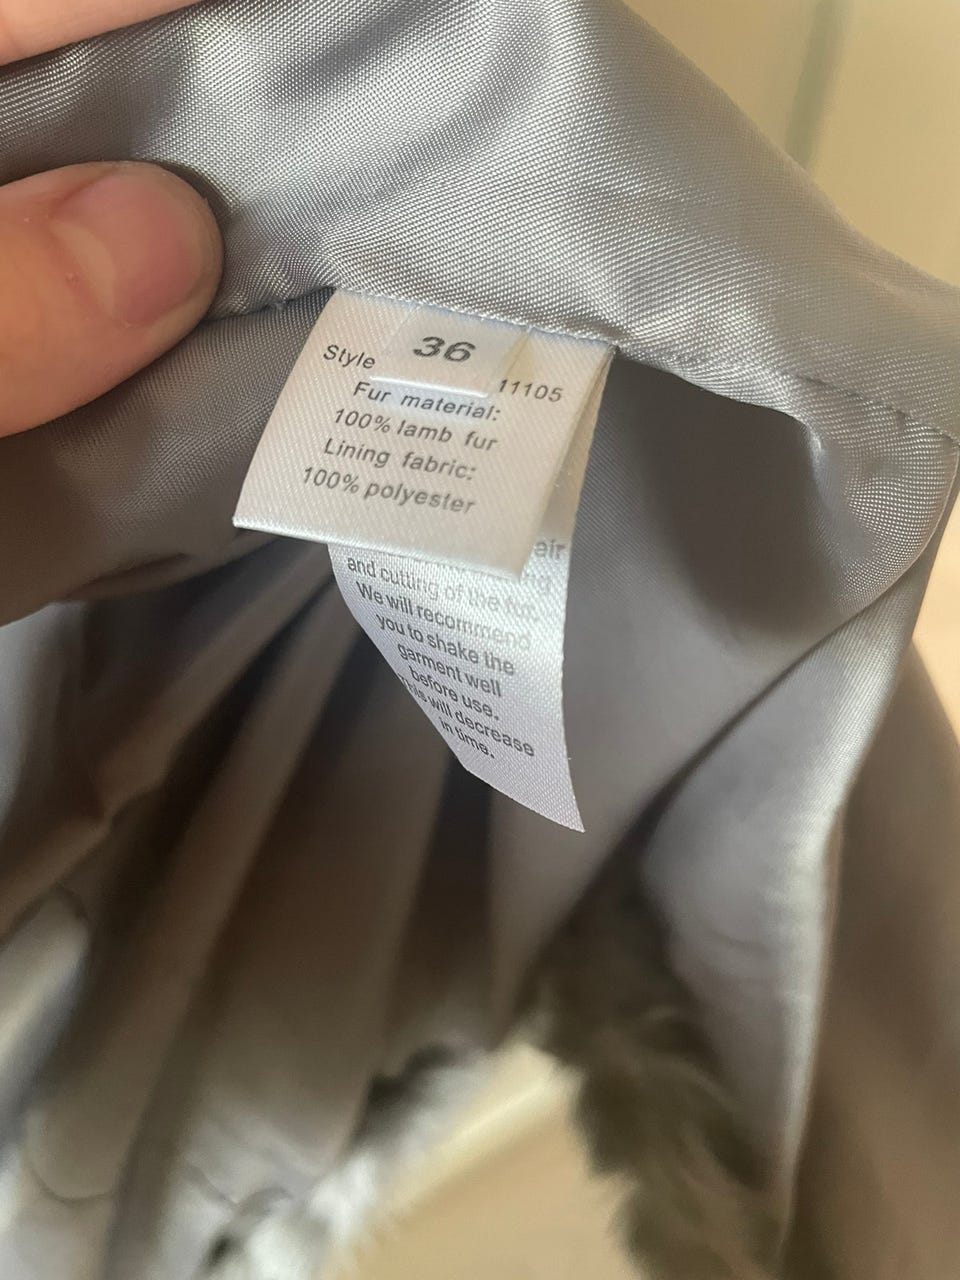 36
Style 11105
Fur material:
100% lamb fur
Lining fabric:
100% polyester
and cutting of the fur.
We will recommend
you to shake the
garment well
before use.
This will decrease
in time.